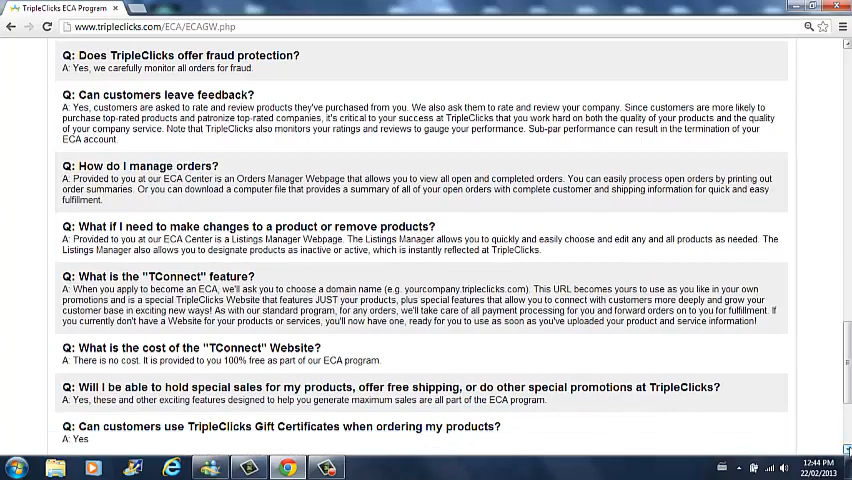 TripleClicks ECA Program
www.tripleclicks.com/ECA/ECAGW.php
Q: Does TripleClicks offer fraud protection?
A: Yes, we carefully monitor all orders for fraud.
Q: Can customers leave feedback?
A: Yes, customers are asked to rate and review products they've purchased from you. We also ask them to rate and review your company. Since customers are more likely to
purchase top-rated products and patronize top-rated companies, it's critical to your success at TripleClicks that you work hard on both the quality of your products and the quality
of your company service. Note that TripleClicks also monitors your ratings and reviews to gauge your performance. Sub-par performance can result in the termination of your
ECA account.
Q: How do I manage orders?
A: Provided to you at our ECA Center is an Orders Manager Webpage that allows you to view all open and completed orders. You can easily process open orders by printing out
order summaries. Or you can download a computer file that provides a summary of all of your open orders with complete customer and shipping information for quick and easy
fulfillment.
Q: What if I need to make changes to a product or remove products?
A: Provided to you at our ECA Center is a Listings Manager Webpage. The Listings Manager allows you to quickly and easily choose and edit any and all products as needed. The
Listings Manager also allows you to designate products as inactive or active, which is instantly reflected at TripleClicks.
Q: What is the "TConnect" feature?
A: When you apply to become an ECA, we'll ask you to choose a domain name (e.g. yourcompany.tripleclicks.com). This URL becomes yours to use as you like in your own
promotions and is a special TripleClicks Website that features JUST your products, plus special features that allow you to connect with customers more deeply and grow your
customer base in exciting new ways! As with our standard program, for any orders, we'll take care of all payment processing for you and forward orders on to you for fulfillment. If
you currently don't have a Website for your products or services, you'll now have one, ready for you to use as soon as you've uploaded your product and service information!
Q: What is the cost of the "TConnect" Website?
A: There is no cost. It is provided to you 100% free as part of our ECA program.
Q: Will I be able to hold special sales for my products, offer free shipping, or do other special promotions at TripleClicks?
A: Yes, these and other exciting features designed to help you generate maximum sales are all part of the ECA program.
Q: Can customers use TripleClicks Gift Certificates when ordering my products?
A: Yes
12:44 PM
22/02/2013